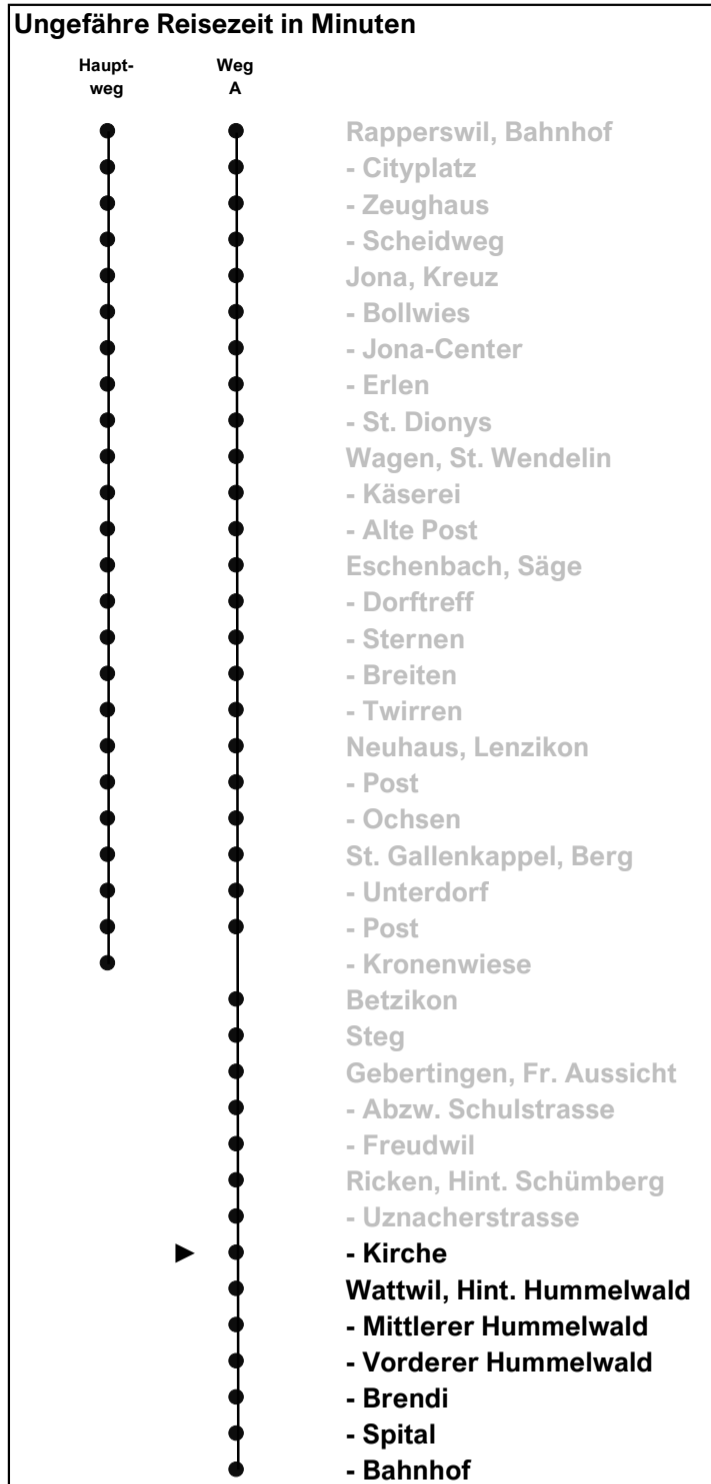 Ungefähre Reisezeit in Minuten
Haupt- Weg
weg A
Rapperswil, Bahnhof
- Cityplatz
- Zeughaus
- Scheidweg
Jona, Kreuz
- Bollwies
- Jona-Center
- Erlen
- St. Dionys
Wagen, St. Wendelin
- Käserei
- Alte Post
Eschenbach, Säge
- Dorftreff
- Sternen
- Breiten
- Twirren
Neuhaus, Lenzikon
- Post
- Ochsen
St. Gallenkappel, Berg
- Unterdorf
- Post
- Kronenwiese
Betzikon
Steg
Gebertingen, Fr. Aussicht
- Abzw. Schulstrasse
- Freudwil
Ricken, Hint. Schümberg
- Uznacherstrasse
- Kirche
Wattwil, Hint. Hummelwald
- Mittlerer Hummelwald
- Vorderer Hummelwald
- Brendi
- Spital
- Bahnhof